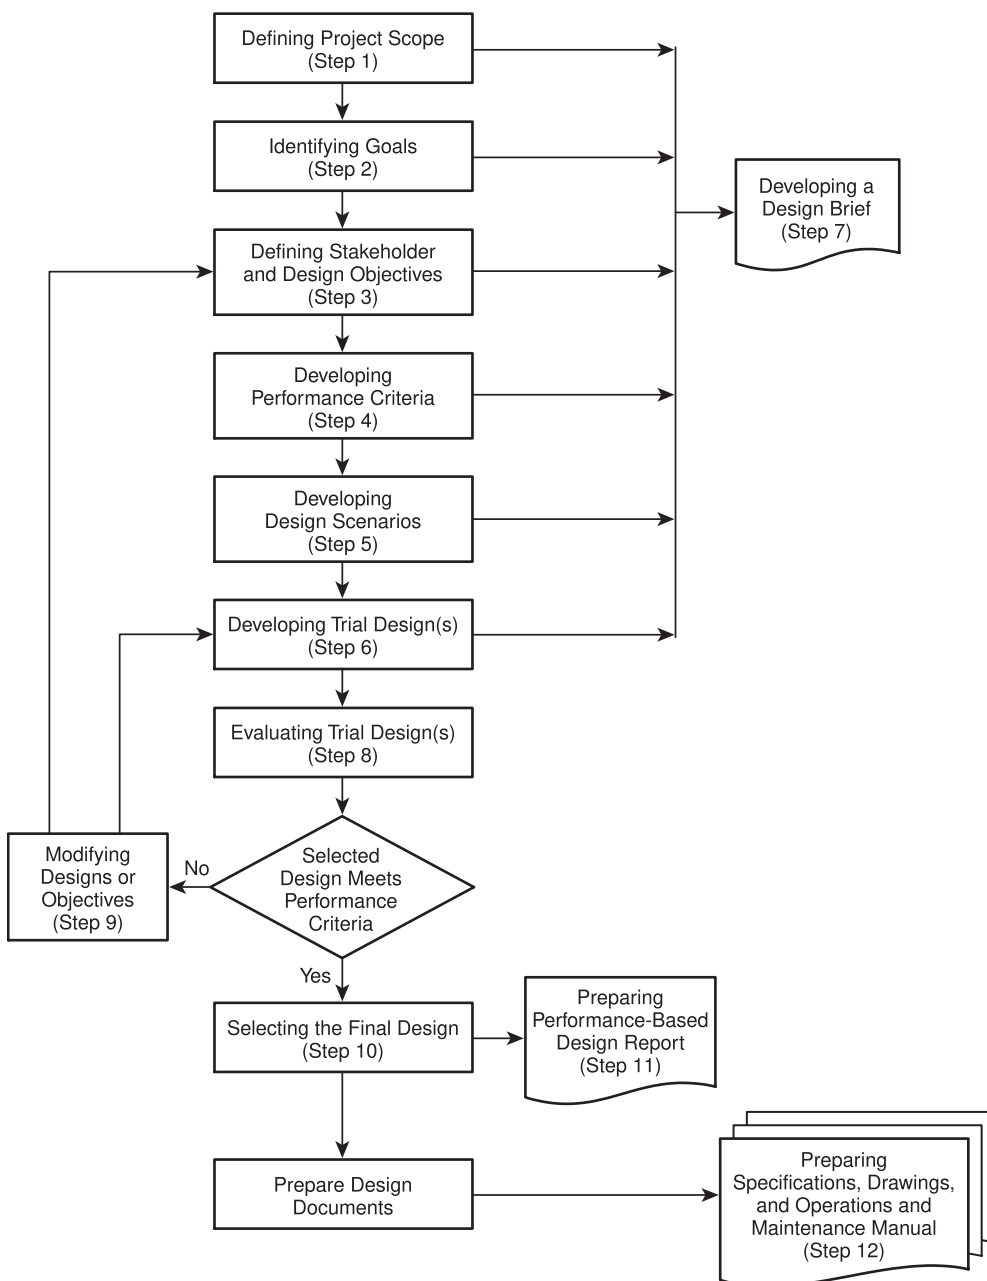 Defining Project Scope
(Step 1)
Identifying Goals
(Step 2)
Developing a
Design Brief
(Step 7)
Defining Stakeholder
and Design Objectives
(Step 3)
Developing
Performance Criteria
(Step 4)
Developing
Design Scenarios
(Step 5)
Developing Trial Design(s)
(Step 6)
Evaluating Trial Design(s)
(Step 8)
Selected
Design Meets
Performance
Criteria
No
Modifying
Designs or
Objectives
(Step 9)
Yes
Selecting the Final Design
(Step 10)
Preparing
Performance-Based
Design Report
(Step 11)
Prepare Design
Documents
Preparing
Specifications, Drawings,
and Operations and
Maintenance Manual
(Step 12)